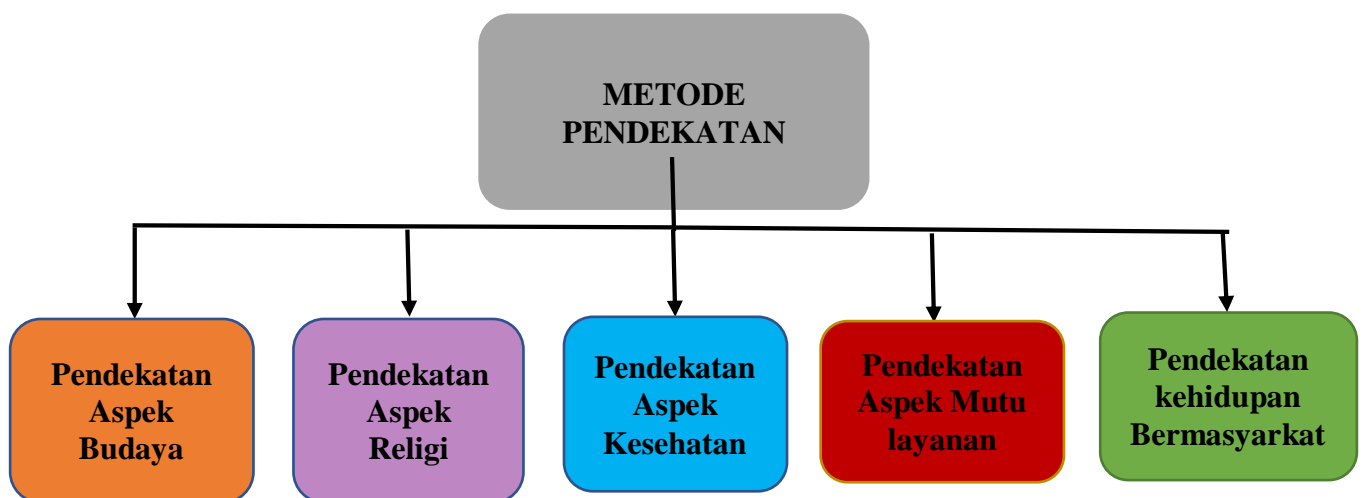 METODE
PENDEKATAN
Pendekatan
Aspek
Budaya
Pendekatan
Aspek
Religi
Pendekatan
Aspek
Kesehatan
Pendekatan
Aspek Mutu
layanan
Pendekatan
kehidupan
Bermasyarkat